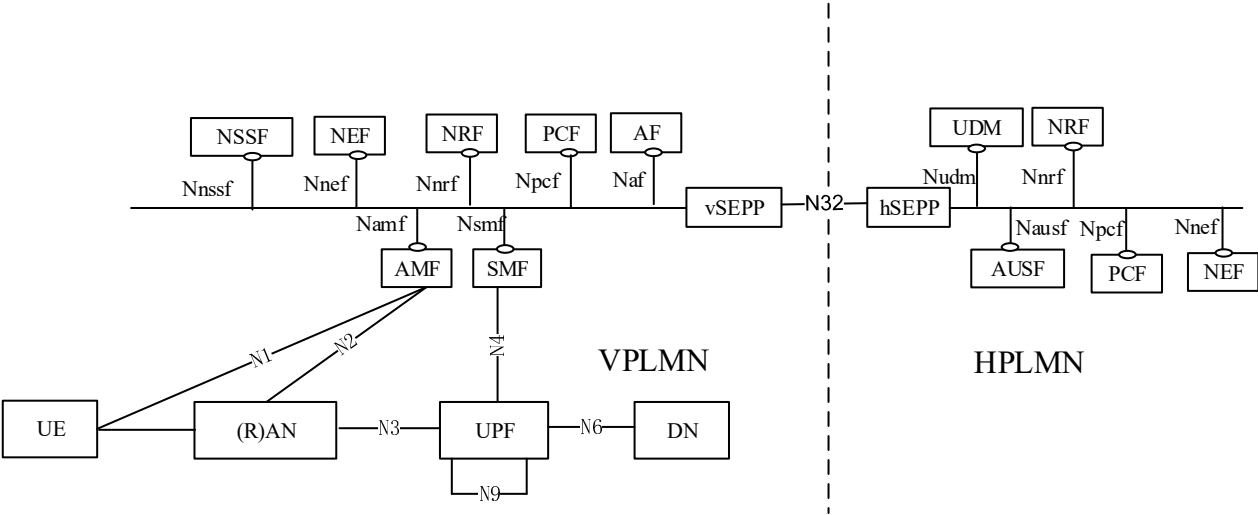 NSSF
NEF
NRF
PCF
AF
UDM
NRF
Nnssf
Nnef
Nnrf
Npcf
Naf
Nudm
Nnrf
vSEPP
N32
hSEPP
Namf
Nsmf
Nausf
Npcf
Nnef
AMF
SMF
AUSF
PCF
NEF
N1
N2
N4
VPLMN
HPLMN
UE
(R)AN
N3
UPF
N6
DN
N9